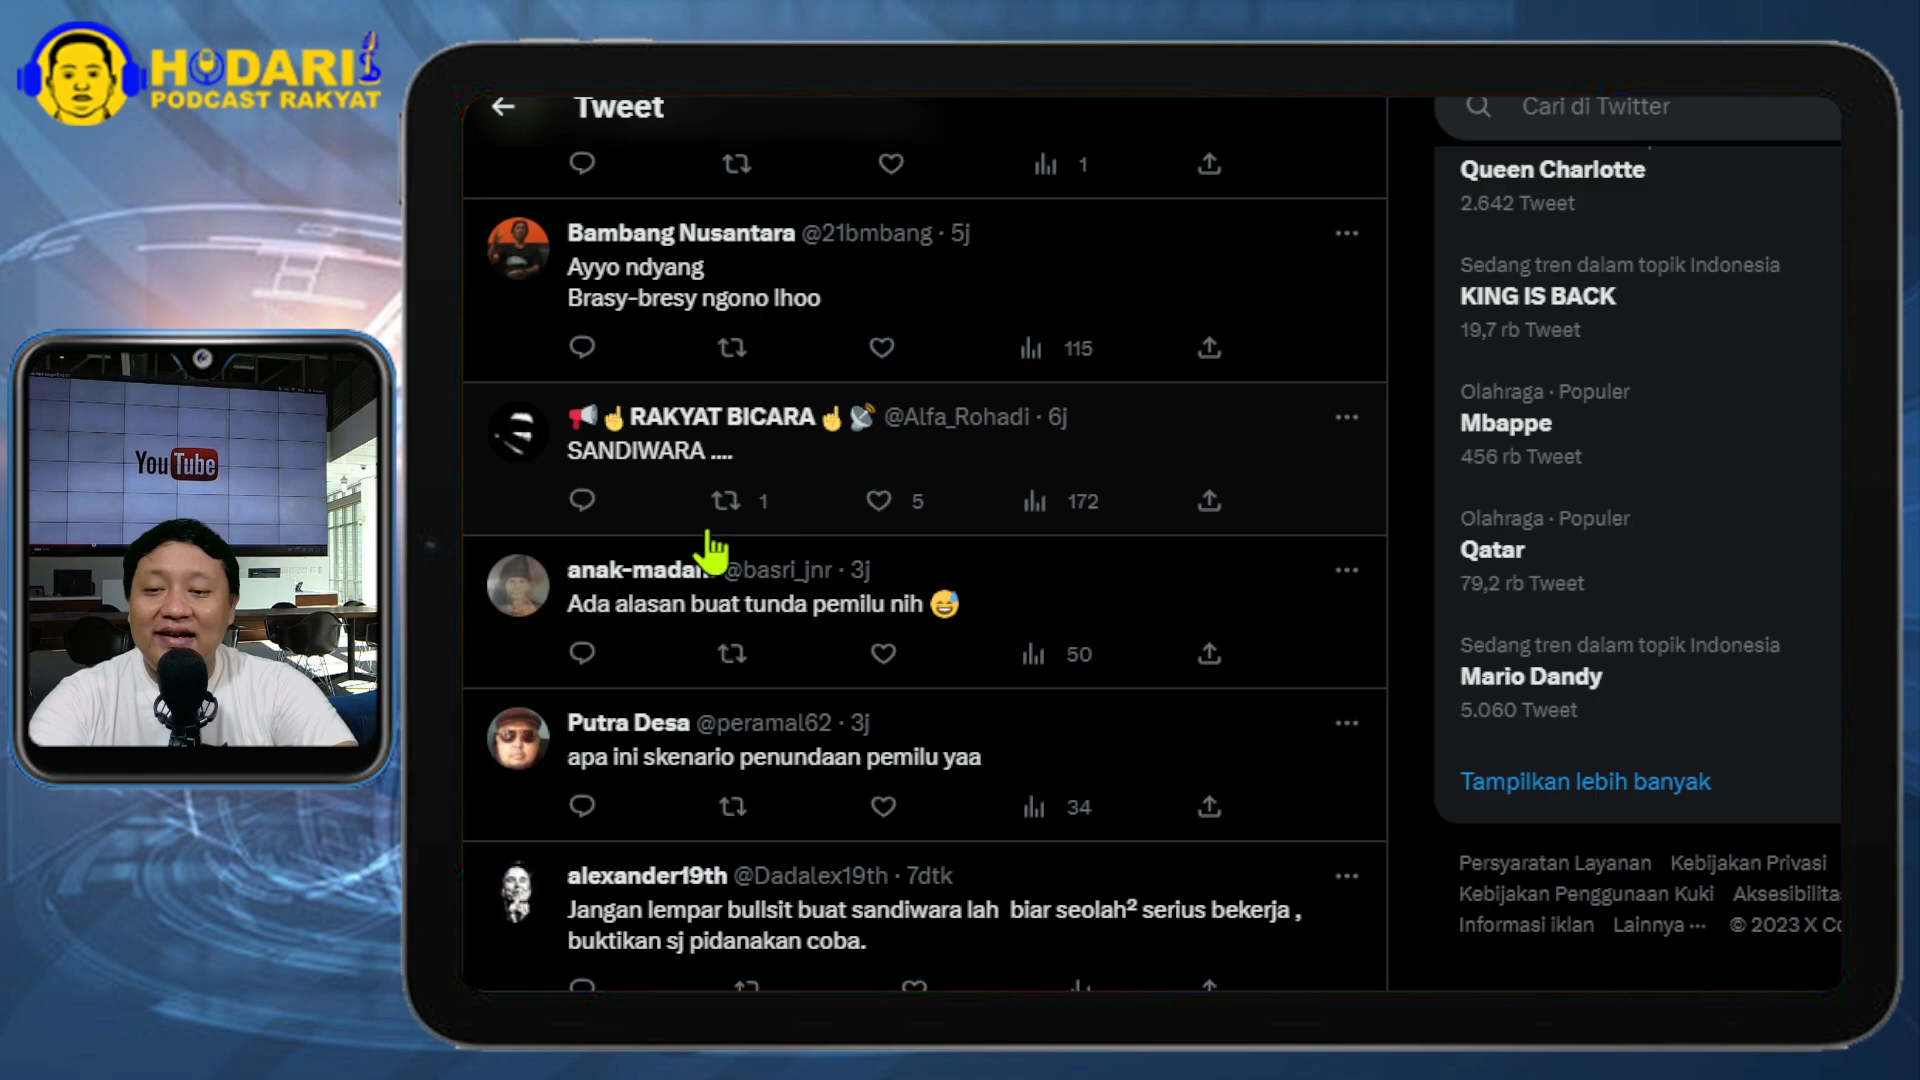 HODARI
PODCAST RAKYAT
YouTube
Tweet
1
Bambang Nusantara @21bmbang · 5j
Ayyo ndyang
Brasy-bresy ngono lhoo
115
📢☝RAKYAT BICARA☝📡 @Alfa_Rohadi · 6j
SANDIWARA ....
1 5 172
anak-madan @basri_jnr · 3j
Ada alasan buat tunda pemilu nih 😅
50
Putra Desa @peramal62 · 3j
apa ini skenario penundaan pemilu yaa
34
alexander19th @Dadalex19th · 7dtk
Jangan lempar bullsit buat sandiwara lah biar seolah² serius bekerja ,
buktikan sj pidanakan coba.
Cari di Twitter
Queen Charlotte
2.642 Tweet
Sedang tren dalam topik Indonesia
KING IS BACK
19,7 rb Tweet
Olahraga · Populer
Mbappe
456 rb Tweet
Olahraga · Populer
Qatar
79,2 rb Tweet
Sedang tren dalam topik Indonesia
Mario Dandy
5.060 Tweet
Tampilkan lebih banyak
Persyaratan Layanan Kebijakan Privasi
Kebijakan Penggunaan Kuki Aksesibilita
Informasi iklan Lainnya ··· © 2023 X Co